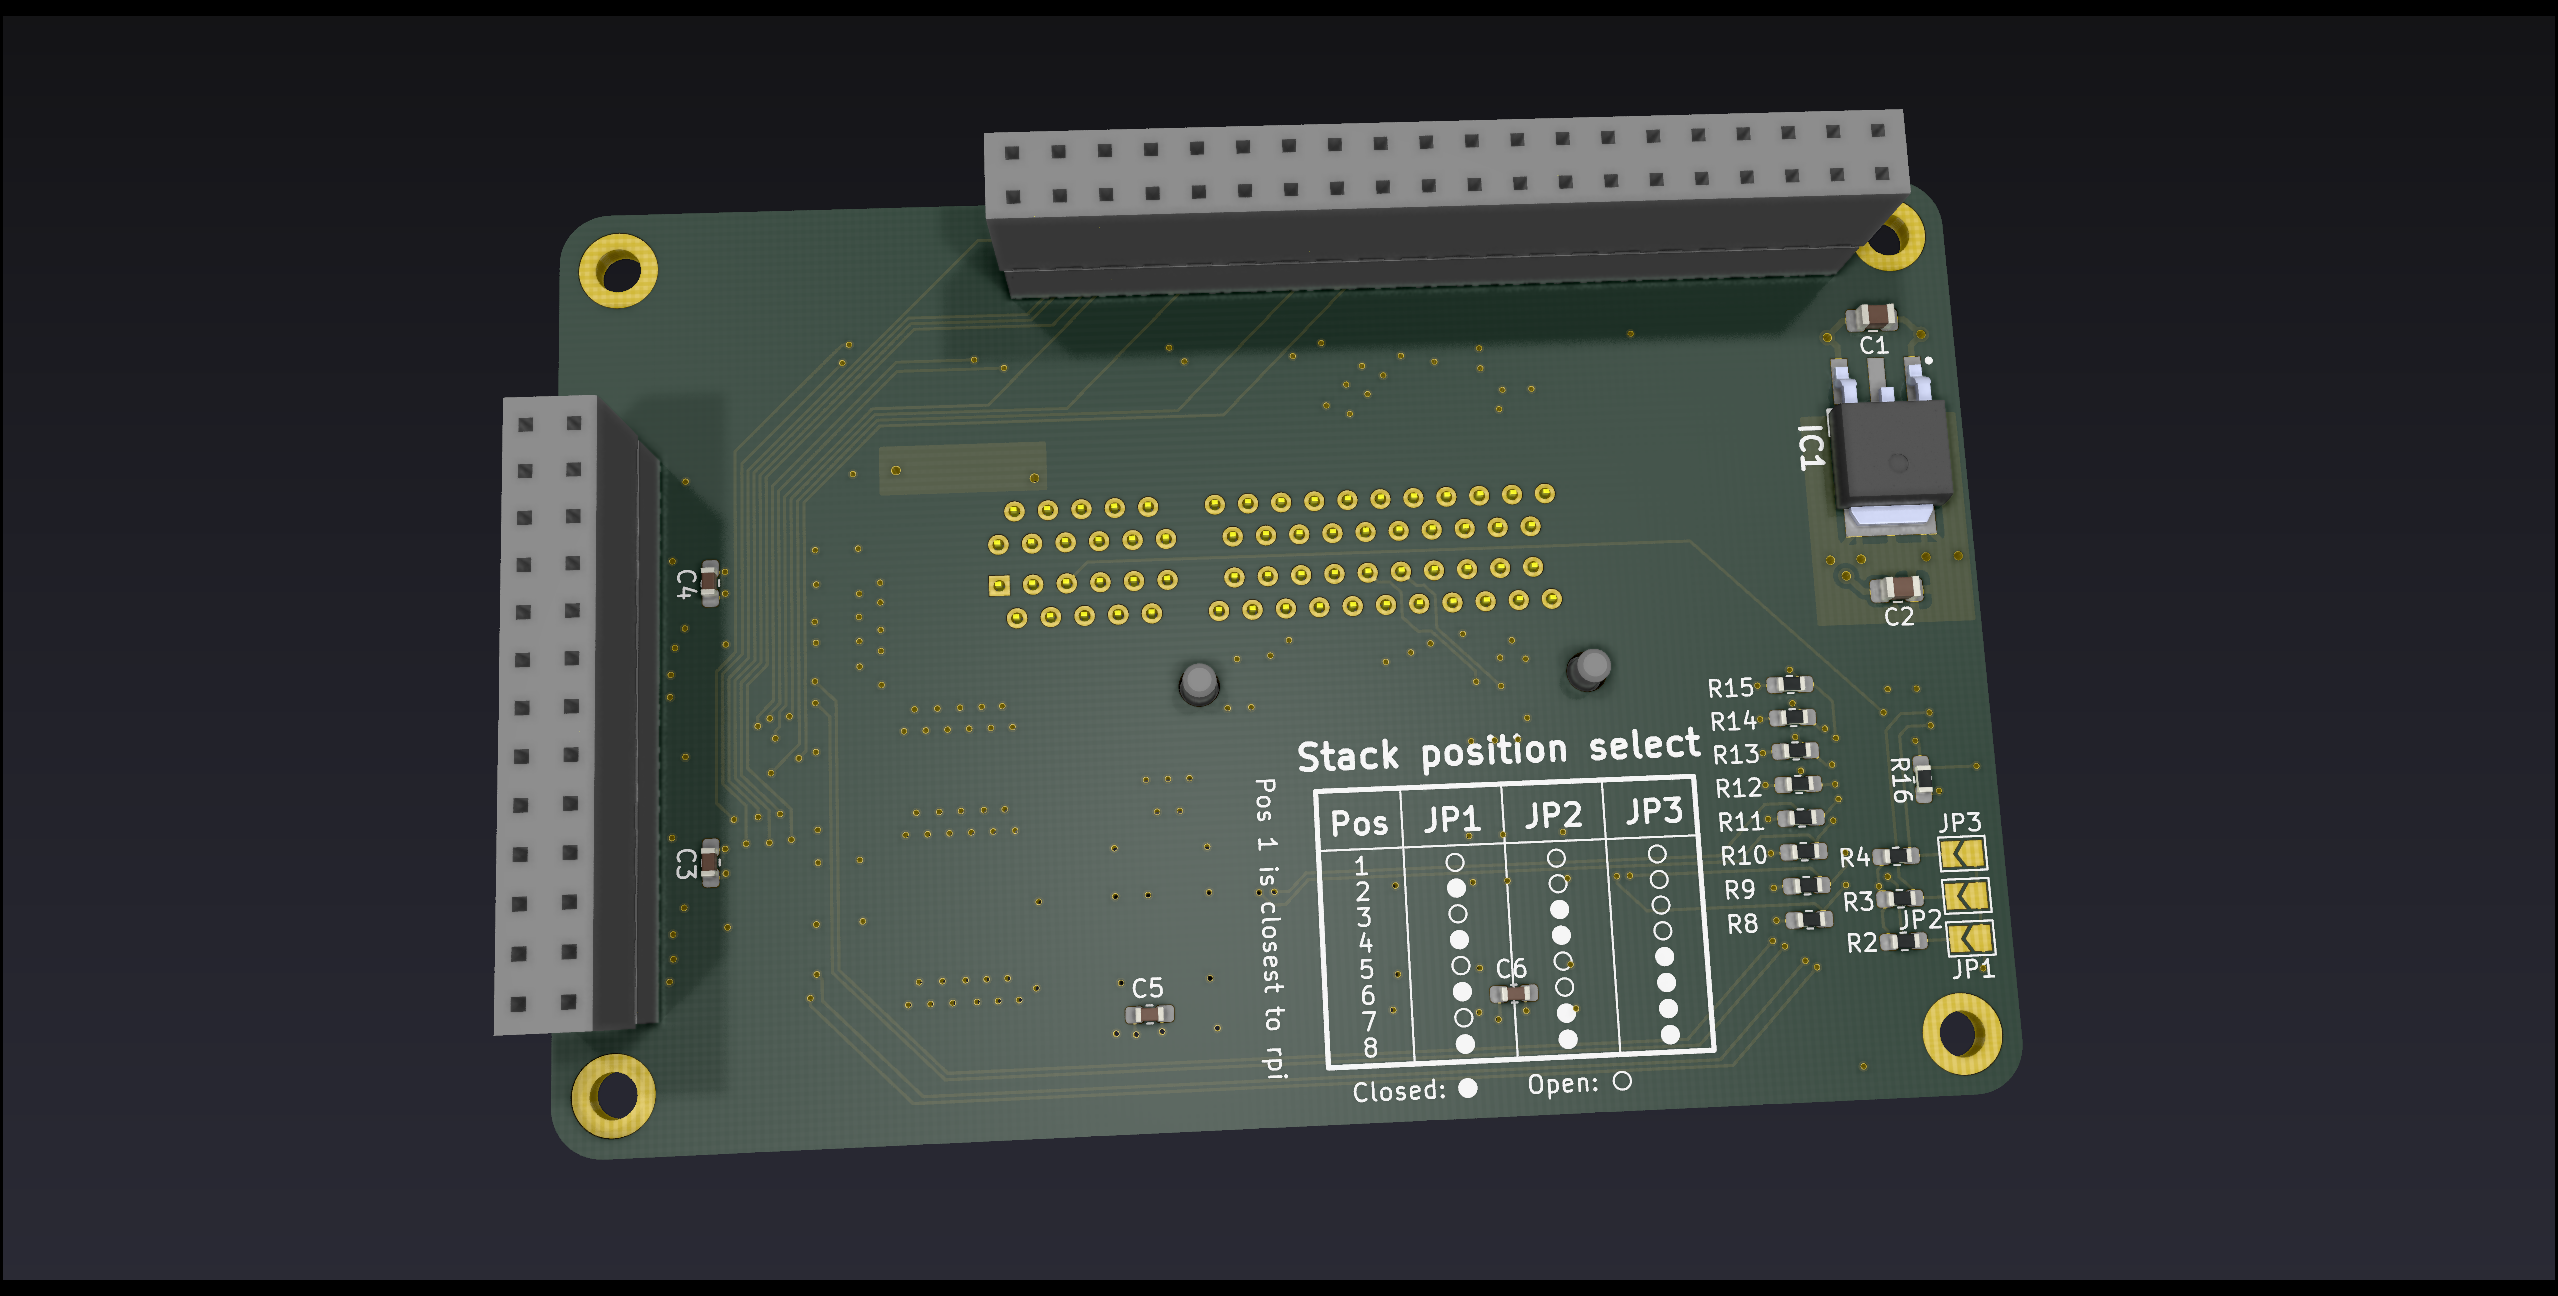 C1
IC1
C4
C2
R15
R14
Stack position select
R13
R12
R16
Pos 1 is closest to rpi
Pos JP1 JP2 JP3
R11
JP3
C3
R10
R4
R9
R3
R8
JP2
R2
JP1
1 ○ ○ ○
2 ● ○ ○
3 ○ ● ○
4 ● ● ○
5 ○ ○ ●
6 ● ○ ●
7 ○ ● ●
8 ● ● ●
C6
C5
Closed: ● Open: ○